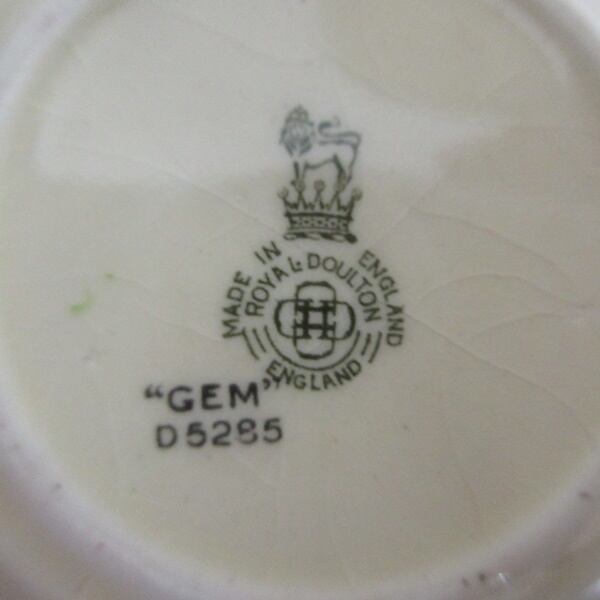 MADE IN ENGLAND
ROYAL DOULTON
ENGLAND
"GEM"
D5285